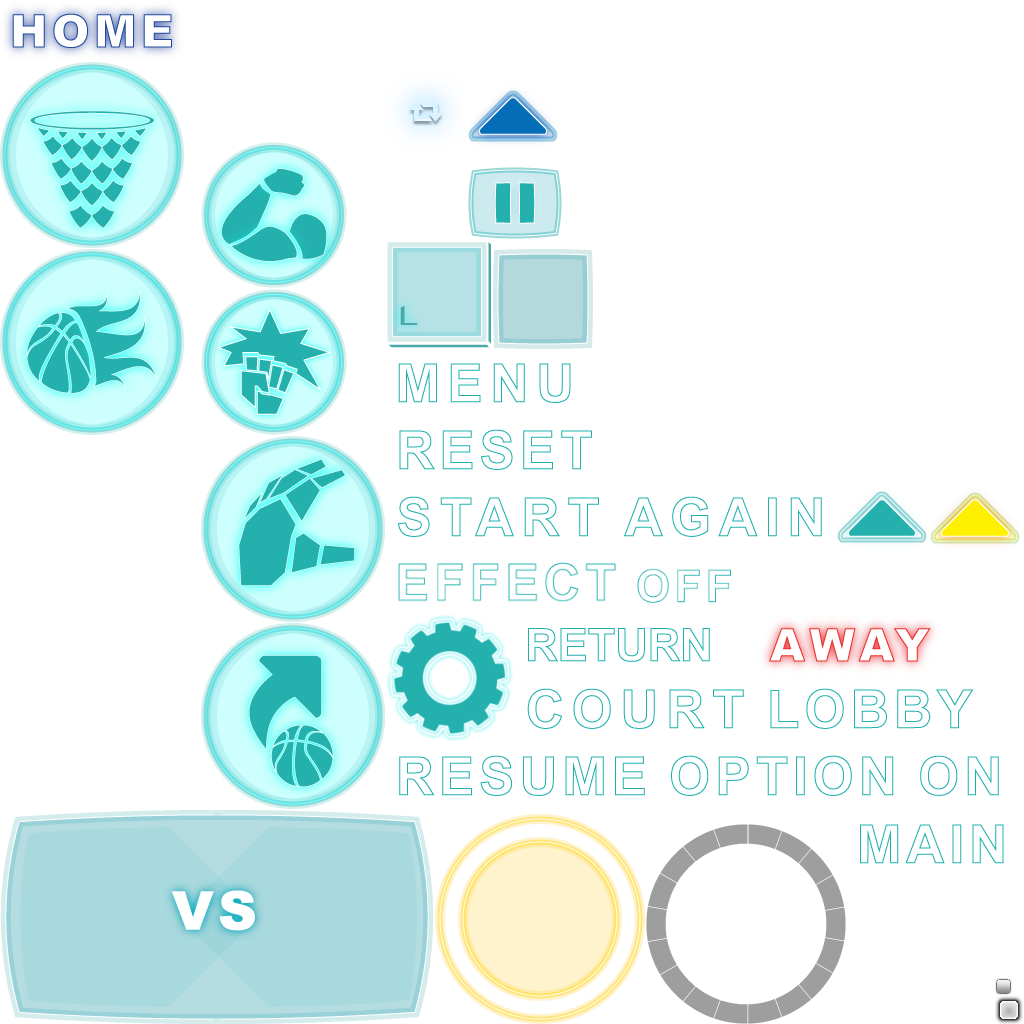 HOME
L
MENU
RESET
START AGAIN
EFFECT OFF
RETURN AWAY
COURT LOBBY
RESUME OPTION ON
MAIN
VS